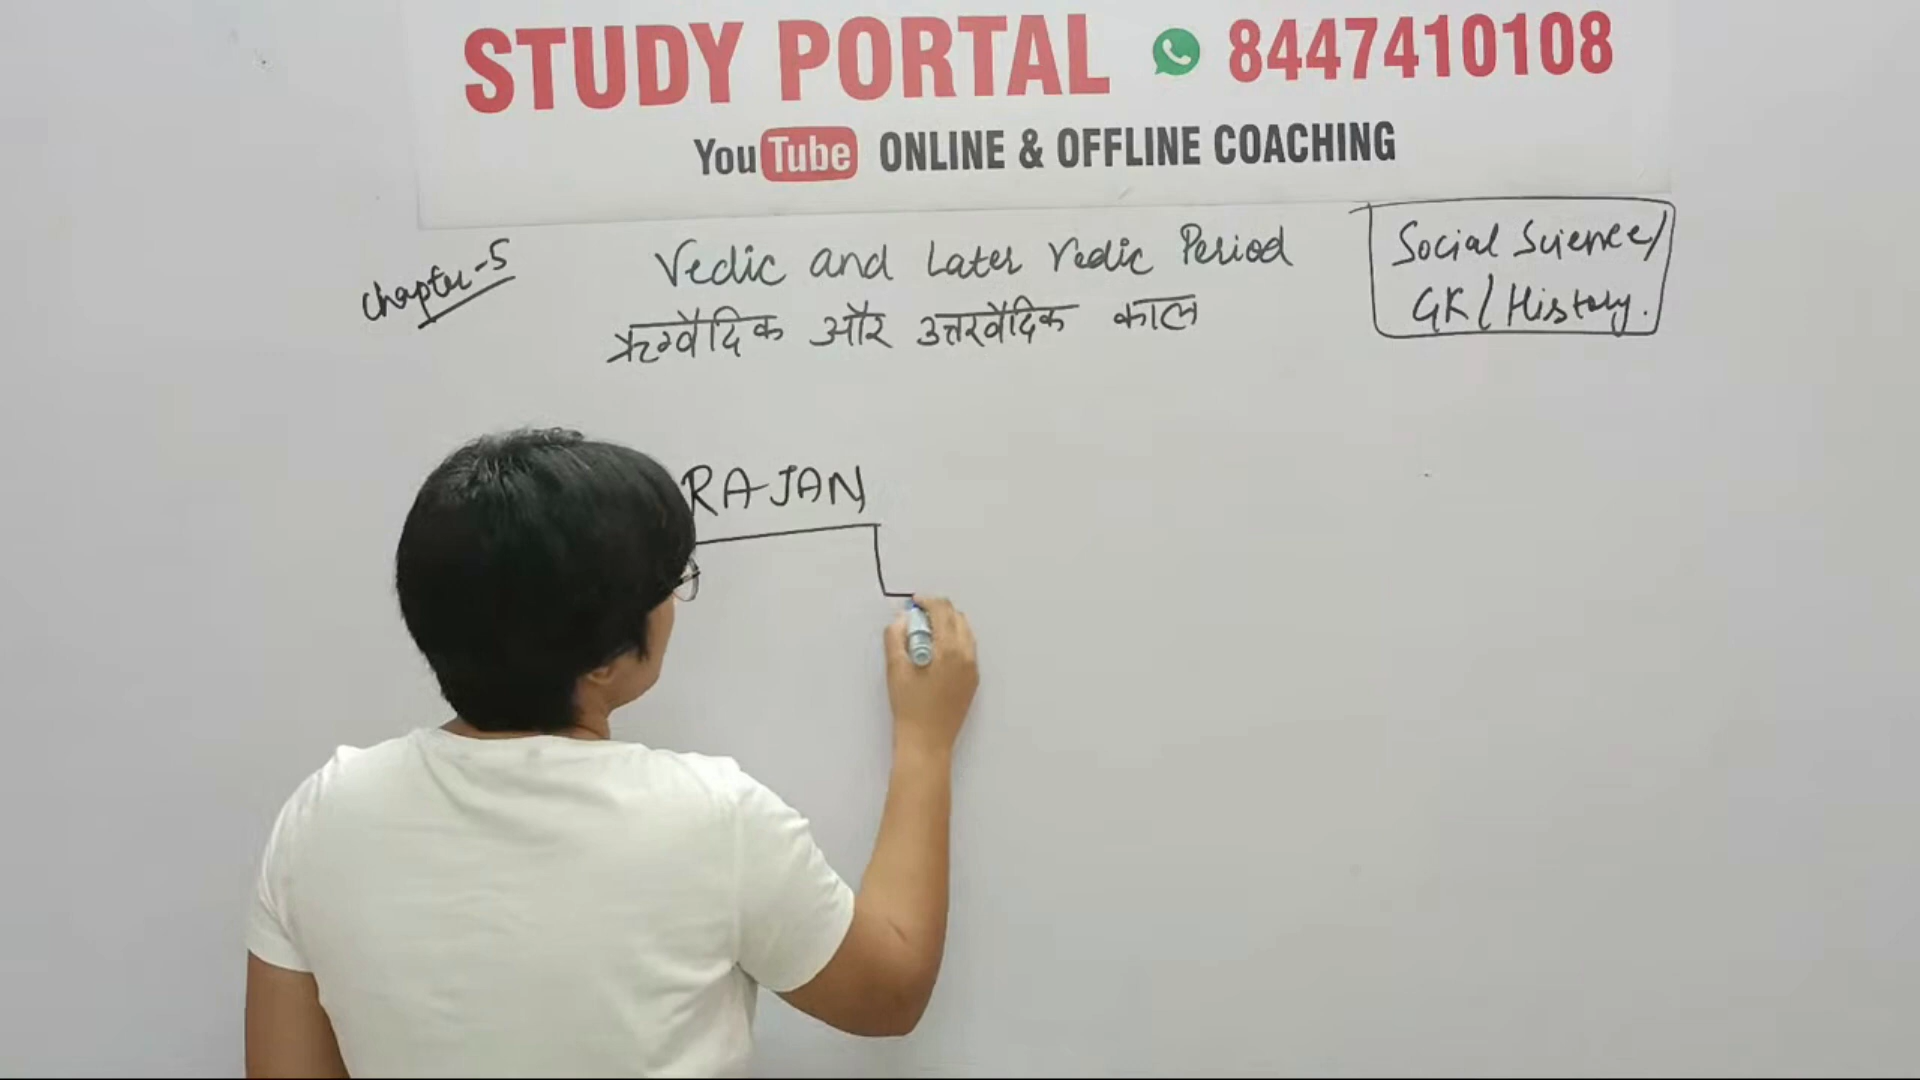 STUDY PORTAL 8447410108
YouTube ONLINE & OFFLINE COACHING
Chapter-5
Vedic and Later Vedic Period
ऋग्वैदिक और उत्तरवैदिक काल
Social Science/
GK/History.
RAJAN